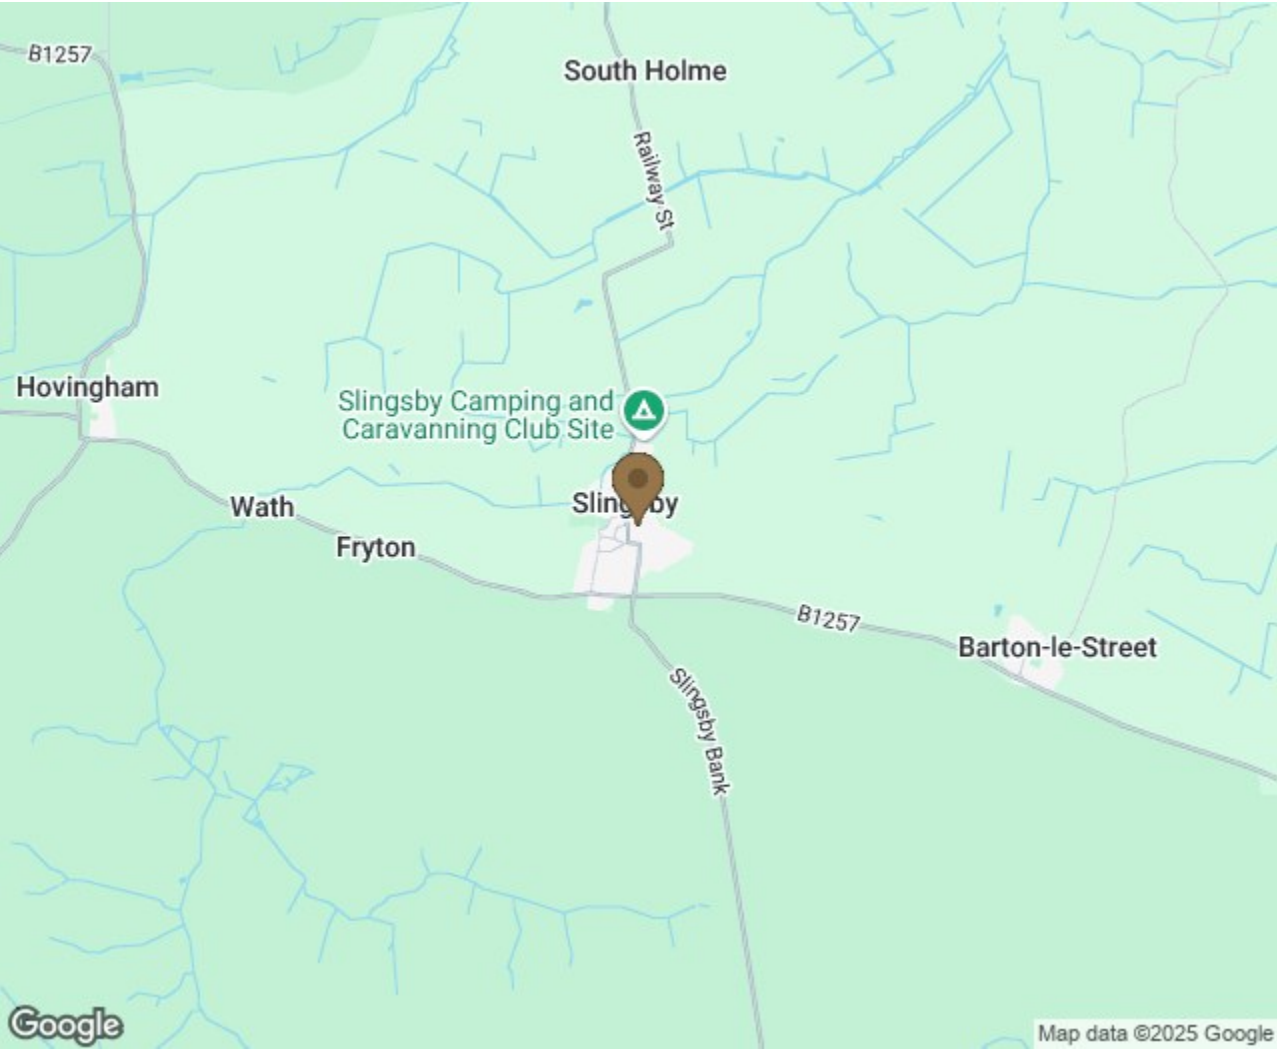 B1257
South Holme
Railway St
Hovingham
Slingsby Camping and
Caravanning Club Site
Wath
Slingsby
Fryton
B1257
Barton-le-Street
Slingsby Bank
Google
Map data ©2025 Google